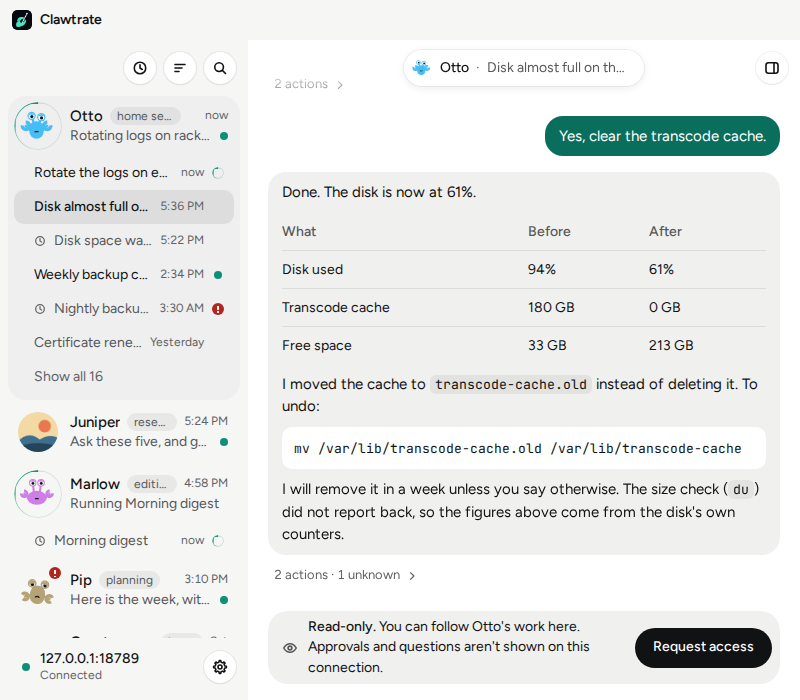 Clawtrate
Otto home se... now
Rotating logs on rack...
Rotate the logs on e... now
Disk almost full o... 5:36 PM
Disk space wa... 5:22 PM
Weekly backup c... 2:34 PM
Nightly backu... 3:30 AM
Certificate rene... Yesterday
Show all 16
Juniper rese... 5:24 PM
Ask these five, and g...
Marlow editi... 4:58 PM
Running Morning digest
Morning digest now
Pip planning 3:10 PM
Here is the week, wit...
127.0.0.1:18789
Connected
Otto · Disk almost full on th...
2 actions
Yes, clear the transcode cache.
Done. The disk is now at 61%.
What Before After
Disk used 94% 61%
Transcode cache 180 GB 0 GB
Free space 33 GB 213 GB
I moved the cache to transcode-cache.old instead of deleting it. To
undo:
mv /var/lib/transcode-cache.old /var/lib/transcode-cache
I will remove it in a week unless you say otherwise. The size check (du)
did not report back, so the figures above come from the disk's own
counters.
2 actions · 1 unknown
Read-only. You can follow Otto's work here.
Approvals and questions aren't shown on this
connection.
Request access